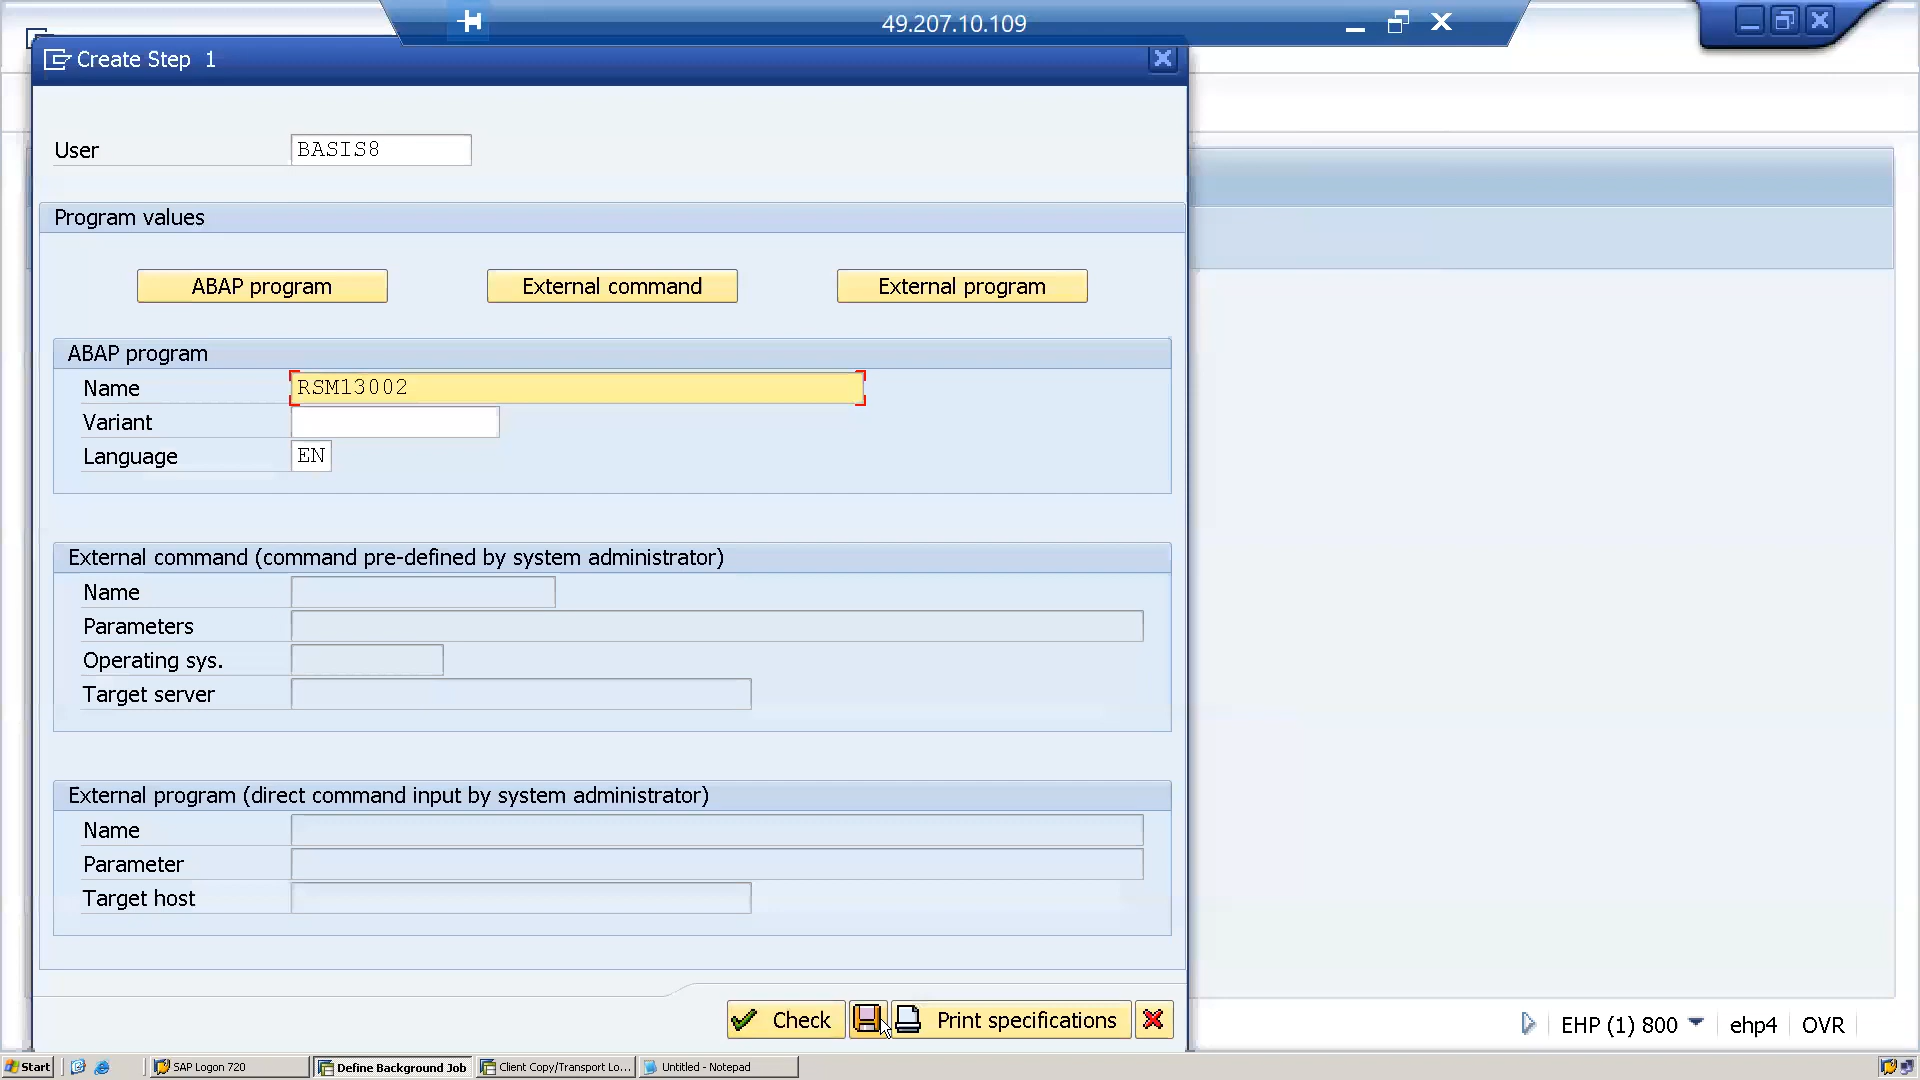 49.207.10.109
Create Step 1
User BASIS8
Program values
ABAP program External command External program
ABAP program
Name RSM13002
Variant
Language EN
External command (command pre-defined by system administrator)
Name
Parameters
Operating sys.
Target server
External program (direct command input by system administrator)
Name
Parameter
Target host
Check Print specifications
EHP (1) 800 ehp4 OVR
Start SAP Logon 720 Define Background Job Client Copy/Transport Lo... Untitled - Notepad